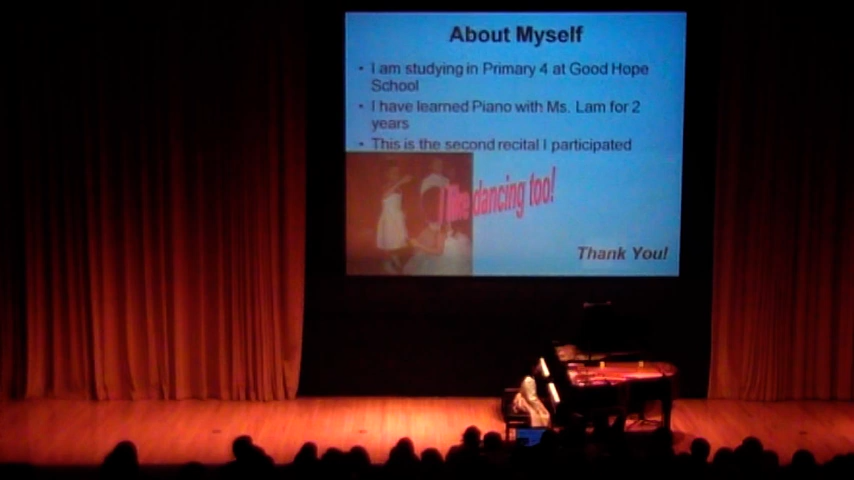 About Myself
• I am studying in Primary 4 at Good Hope
School
• I have learned Piano with Ms. Lam for 2
years
• This is the second recital I participated
I like dancing too!
Thank You!